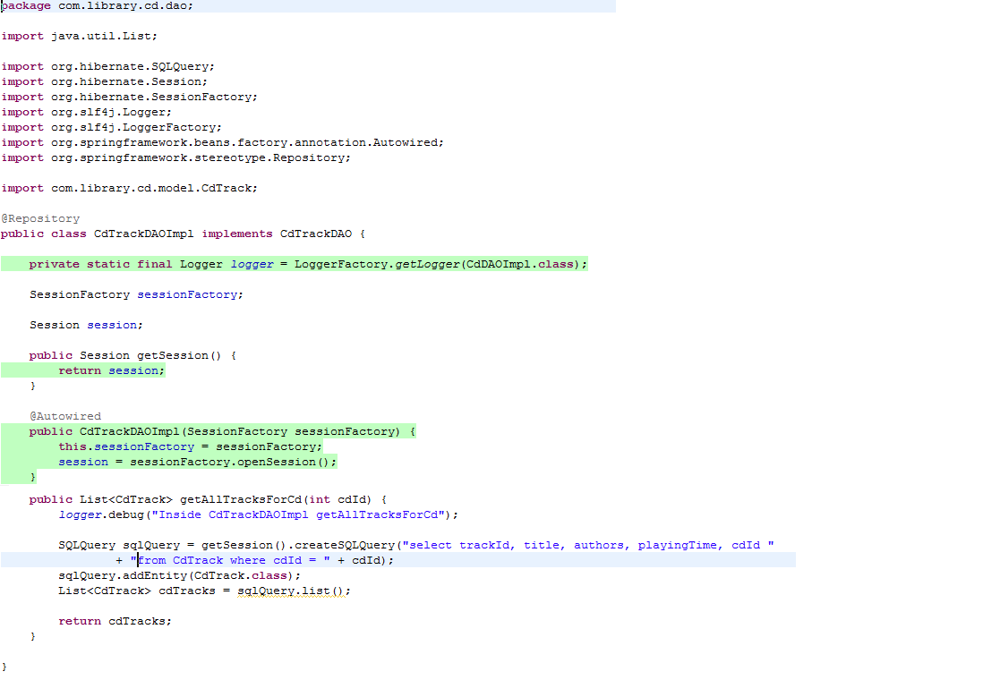 package com.library.cd.dao;
import java.util.List;
import org.hibernate.SQLQuery;
import org.hibernate.Session;
import org.hibernate.SessionFactory;
import org.slf4j.Logger;
import org.slf4j.LoggerFactory;
import org.springframework.beans.factory.annotation.Autowired;
import org.springframework.stereotype.Repository;
import com.library.cd.model.CdTrack;
@Repository
public class CdTrackDAOImpl implements CdTrackDAO {
    private static final Logger logger = LoggerFactory.getLogger(CdDAOImpl.class);
    SessionFactory sessionFactory;
    Session session;
    public Session getSession() {
        return session;
    }
    @Autowired
    public CdTrackDAOImpl(SessionFactory sessionFactory) {
        this.sessionFactory = sessionFactory;
        session = sessionFactory.openSession();
    }
    public List<CdTrack> getAllTracksForCd(int cdId) {
        logger.debug("Inside CdTrackDAOImpl getAllTracksForCd");
        SQLQuery sqlQuery = getSession().createSQLQuery("select trackId, title, authors, playingTime, cdId "
                + "from CdTrack where cdId = " + cdId);
        sqlQuery.addEntity(CdTrack.class);
        List<CdTrack> cdTracks = sqlQuery.list();
        return cdTracks;
    }
}